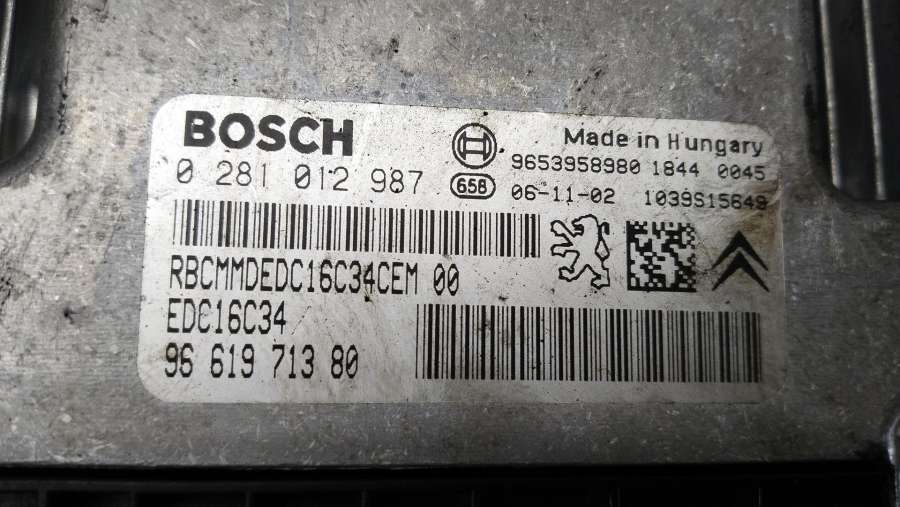 BOSCH
Made in Hungary
0 281 012 987
9653958980 1844 0045
658
06-11-02 1039S15649
RBCMMDEDC16C34CEM 00
EDC16C34
96 619 713 80